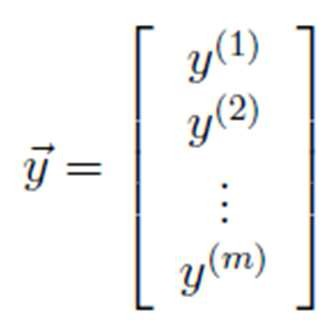 y⃗ =
y^(1)
y^(2)
⋮
y^(m)